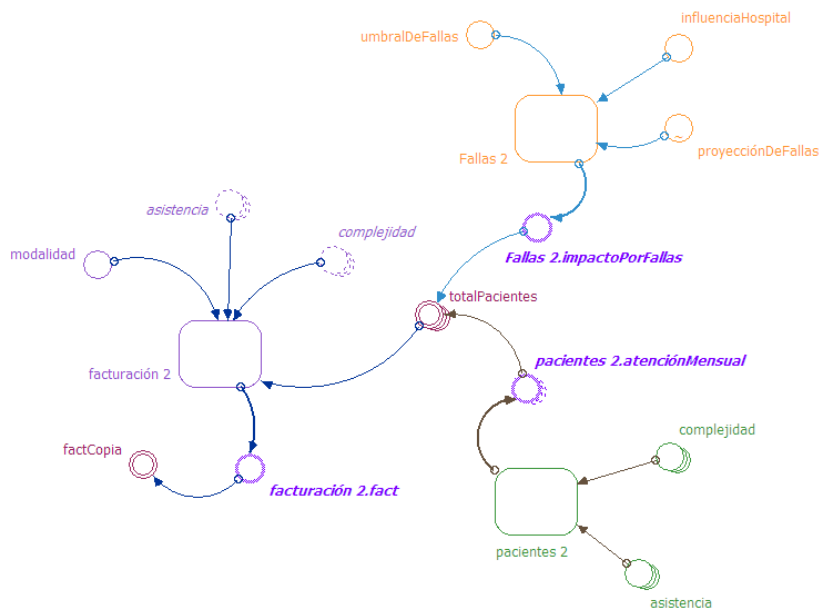 influenciaHospital
umbralDeFallas
proyecciónDeFallas
Fallas 2
asistencia
complejidad
modalidad
Fallas 2.impactoPorFallas
totalPacientes
pacientes 2.atenciónMensual
facturación 2
complejidad
factCopia
facturación 2.fact
pacientes 2
asistencia
~